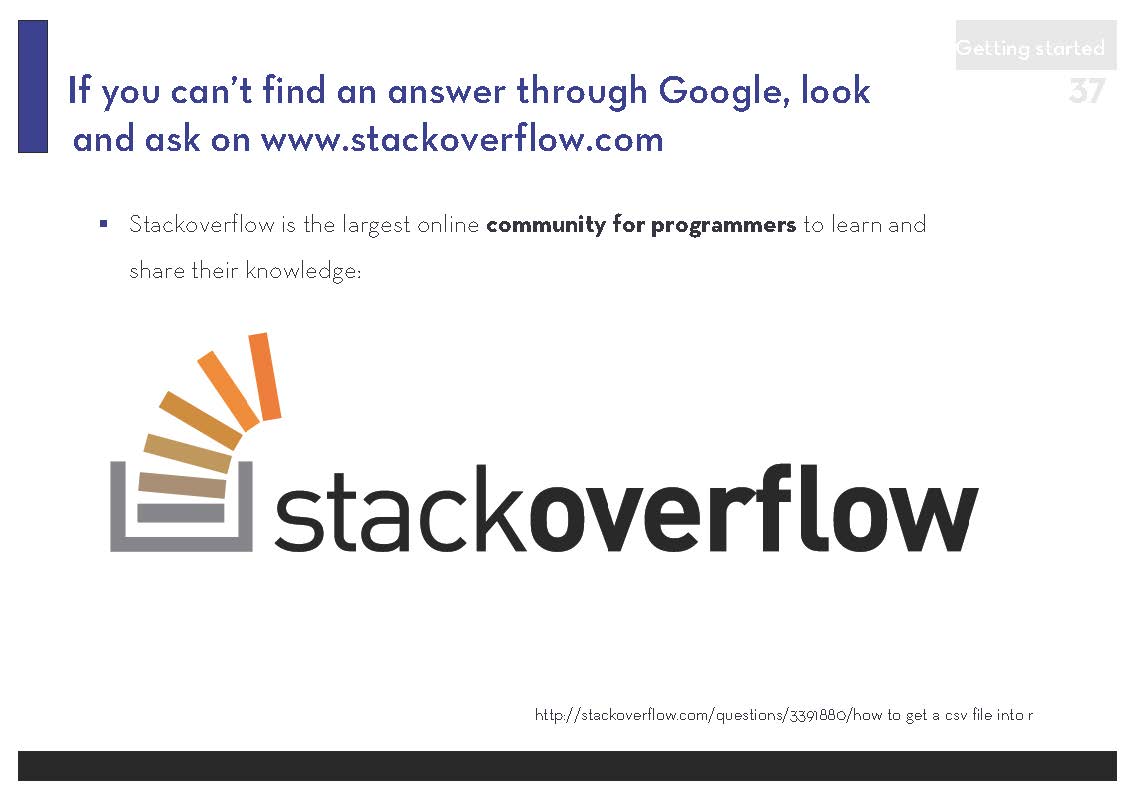 Getting started
37
If you can't find an answer through Google, look
and ask on www.stackoverflow.com
▪ Stackoverflow is the largest online community for programmers to learn and
share their knowledge:
stackoverflow
http://stackoverflow.com/questions/3391880/how to get a csv file into r